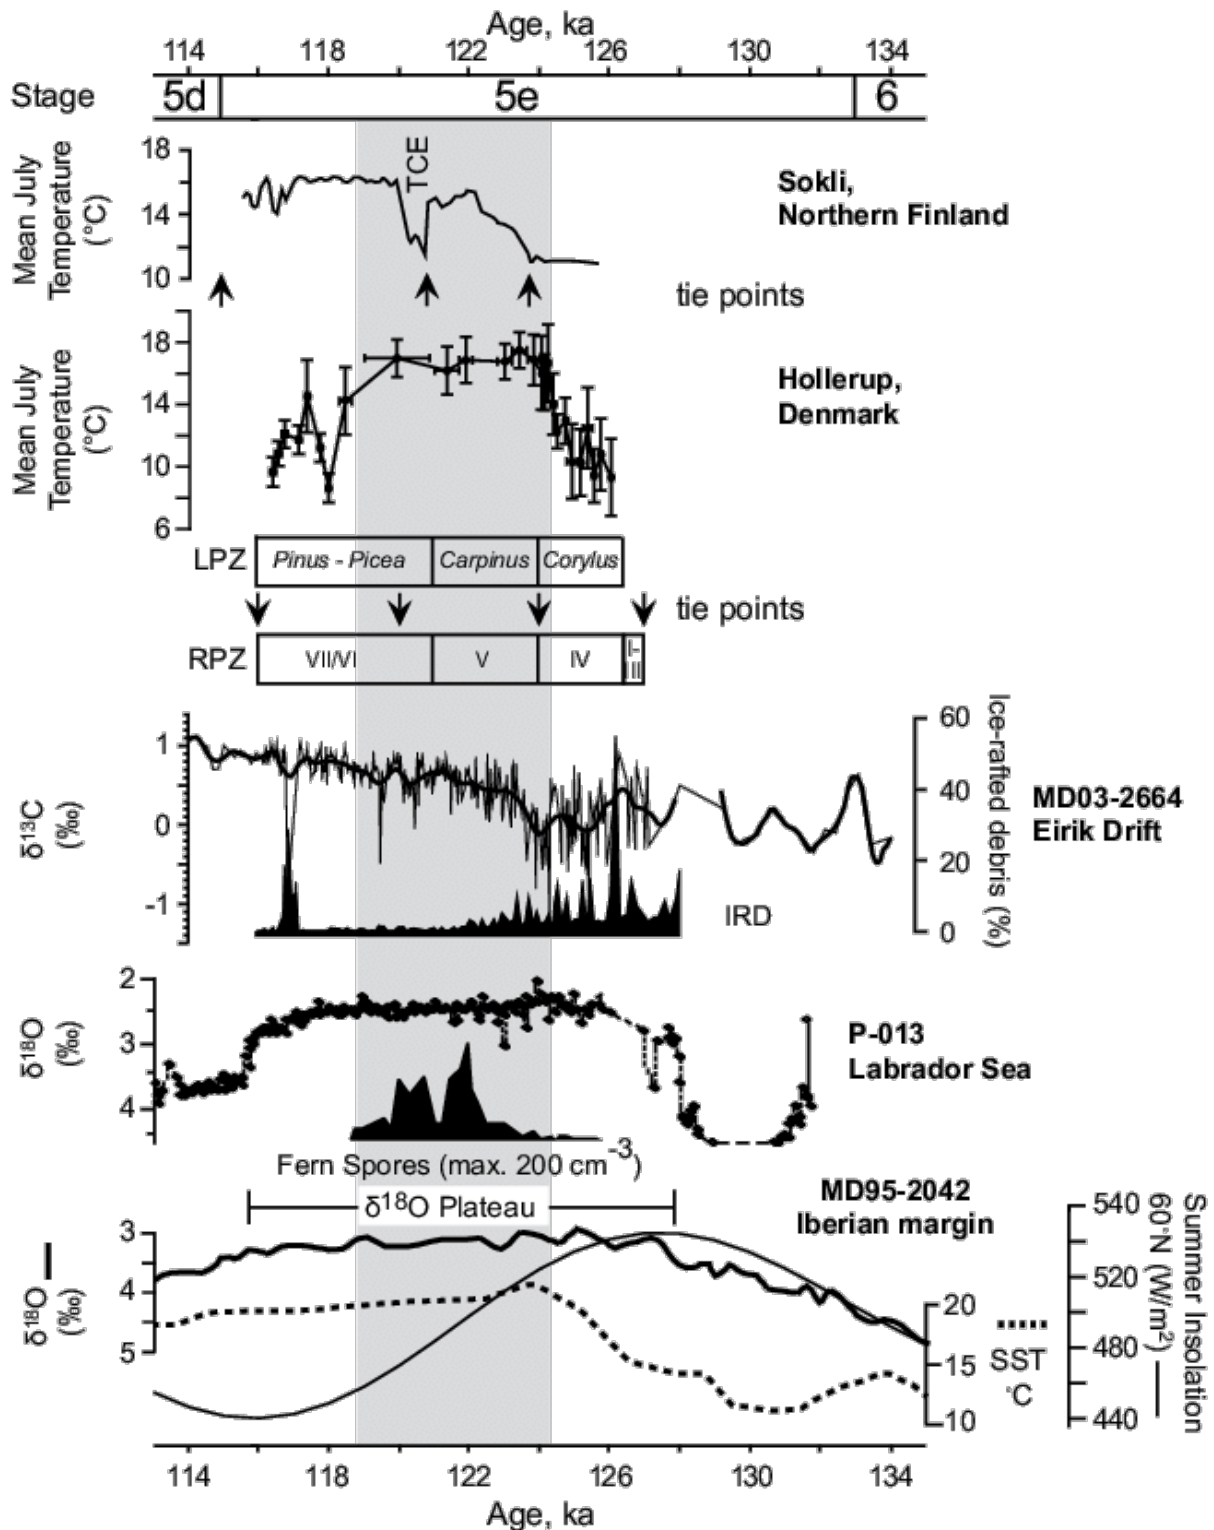 Age, ka
114 118 122 126 130 134
Stage 5d 5e 6
Mean July
Temperature
(°C)
18
14
10
TCE
Sokli,
Northern Finland
tie points
Mean July
Temperature
(°C)
18
14
10
6
Hollerup,
Denmark
LPZ Pinus - Picea Carpinus Corylus
tie points
RPZ VII/VI V IV I-III
δ13C
(‰)
1
0
-1
IRD
60
40
20
0
Ice-rafted debris (%)
MD03-2664
Eirik Drift
δ18O
(‰)
2
3
4
P-013
Labrador Sea
Fern Spores (max. 200 cm-3)
δ18O Plateau
MD95-2042
Iberian margin
δ18O
(‰)
3
4
5
20
15
10
SST
°C
540
520
480
440
Summer Insolation
60°N (W/m2)
114 118 122 126 130 134
Age, ka